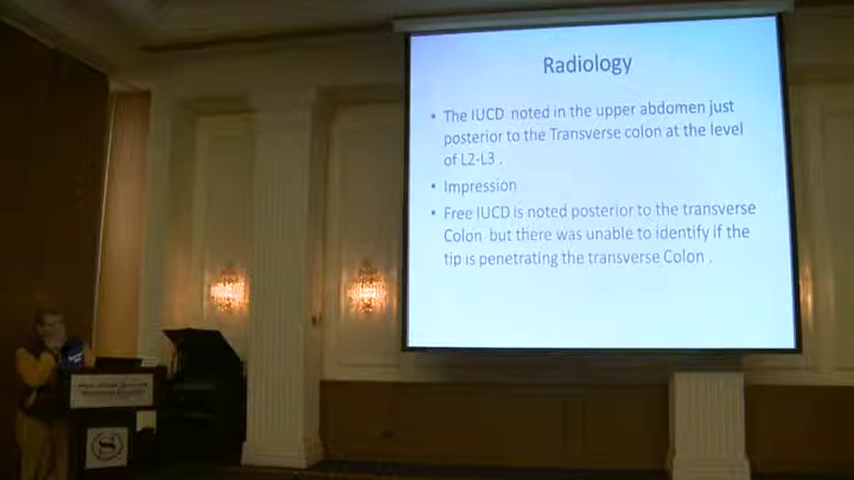 Radiology
• The IUCD noted in the upper abdomen just
posterior to the Transverse colon at the level
of L2-L3 .
• Impression
• Free IUCD is noted posterior to the transverse
Colon but there was unable to identify if the
tip is penetrating the transverse Colon .
S